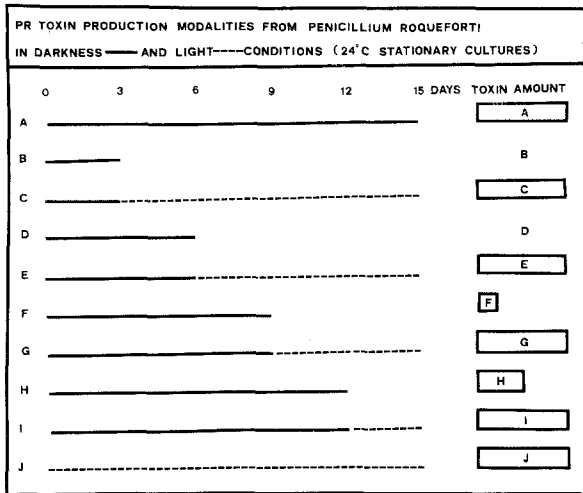 PR TOXIN PRODUCTION MODALITIES FROM PENICILLIUM ROQUEFORTI
IN DARKNESS —— AND LIGHT ---- CONDITIONS (24°C STATIONARY CULTURES)
0 3 6 9 12 15 DAYS TOXIN AMOUNT
A A
B B
C C
D D
E E
F F
G G
H H
I I
J J